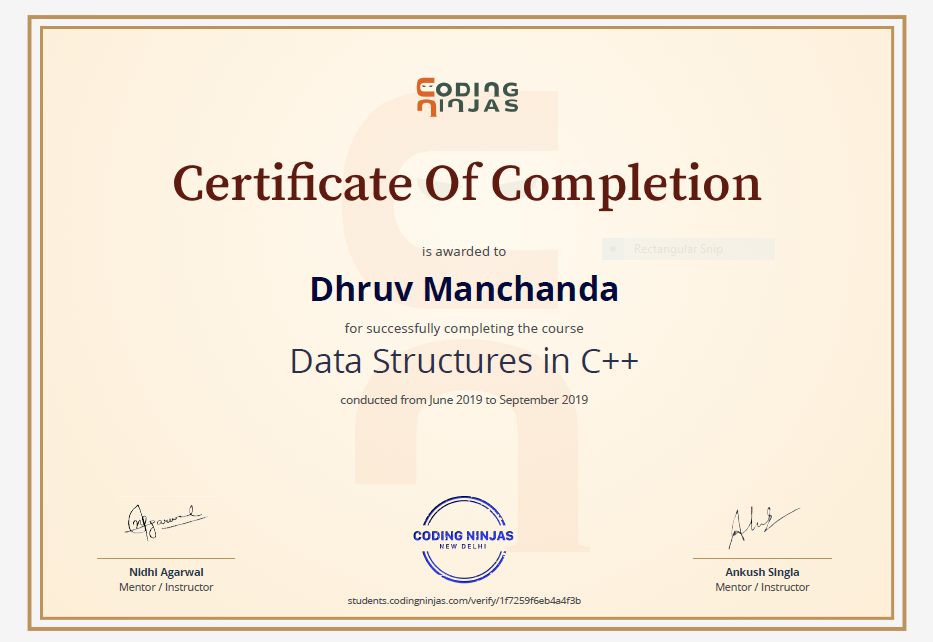 CODING
NINJAS
Certificate Of Completion
is awarded to
Rectangular Snip
Dhruv Manchanda
for successfully completing the course
Data Structures in C++
conducted from June 2019 to September 2019
Agarwal
CODING NINJAS
NEW DELHI
Nidhi Agarwal
Mentor / Instructor
Ankush Singla
Mentor / Instructor
students.codingninjas.com/verify/1f7259f6eb4a4f3b